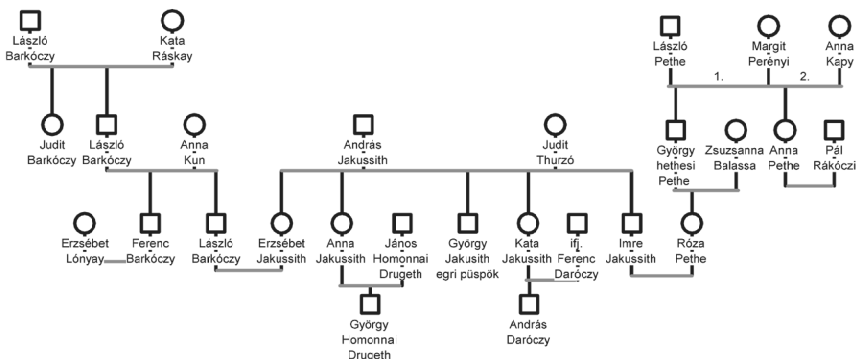 László
Barkóczy
Kata
Ráskay
László
Pethe
Margit
Perényi
Anna
Kapy
1.
2.
Judit
Barkóczy
László
Barkóczy
Anna
Kun
András
Jakussith
Judit
Thurzó
György
hethesi
Pethe
Zsuzsanna
Balassa
Anna
Pethe
Pál
Rákóczi
Erzsébet
Lónyay
Ferenc
Barkóczy
László
Barkóczy
Erzsébet
Jakussith
Anna
Jakussith
János
Homonnai
Drugeth
György
Jakusith
egri püspök
Kata
Jakussith
ifj.
Ferenc
Daróczy
Imre
Jakussith
Róza
Pethe
György
Homonna
Drugeth
András
Daróczy